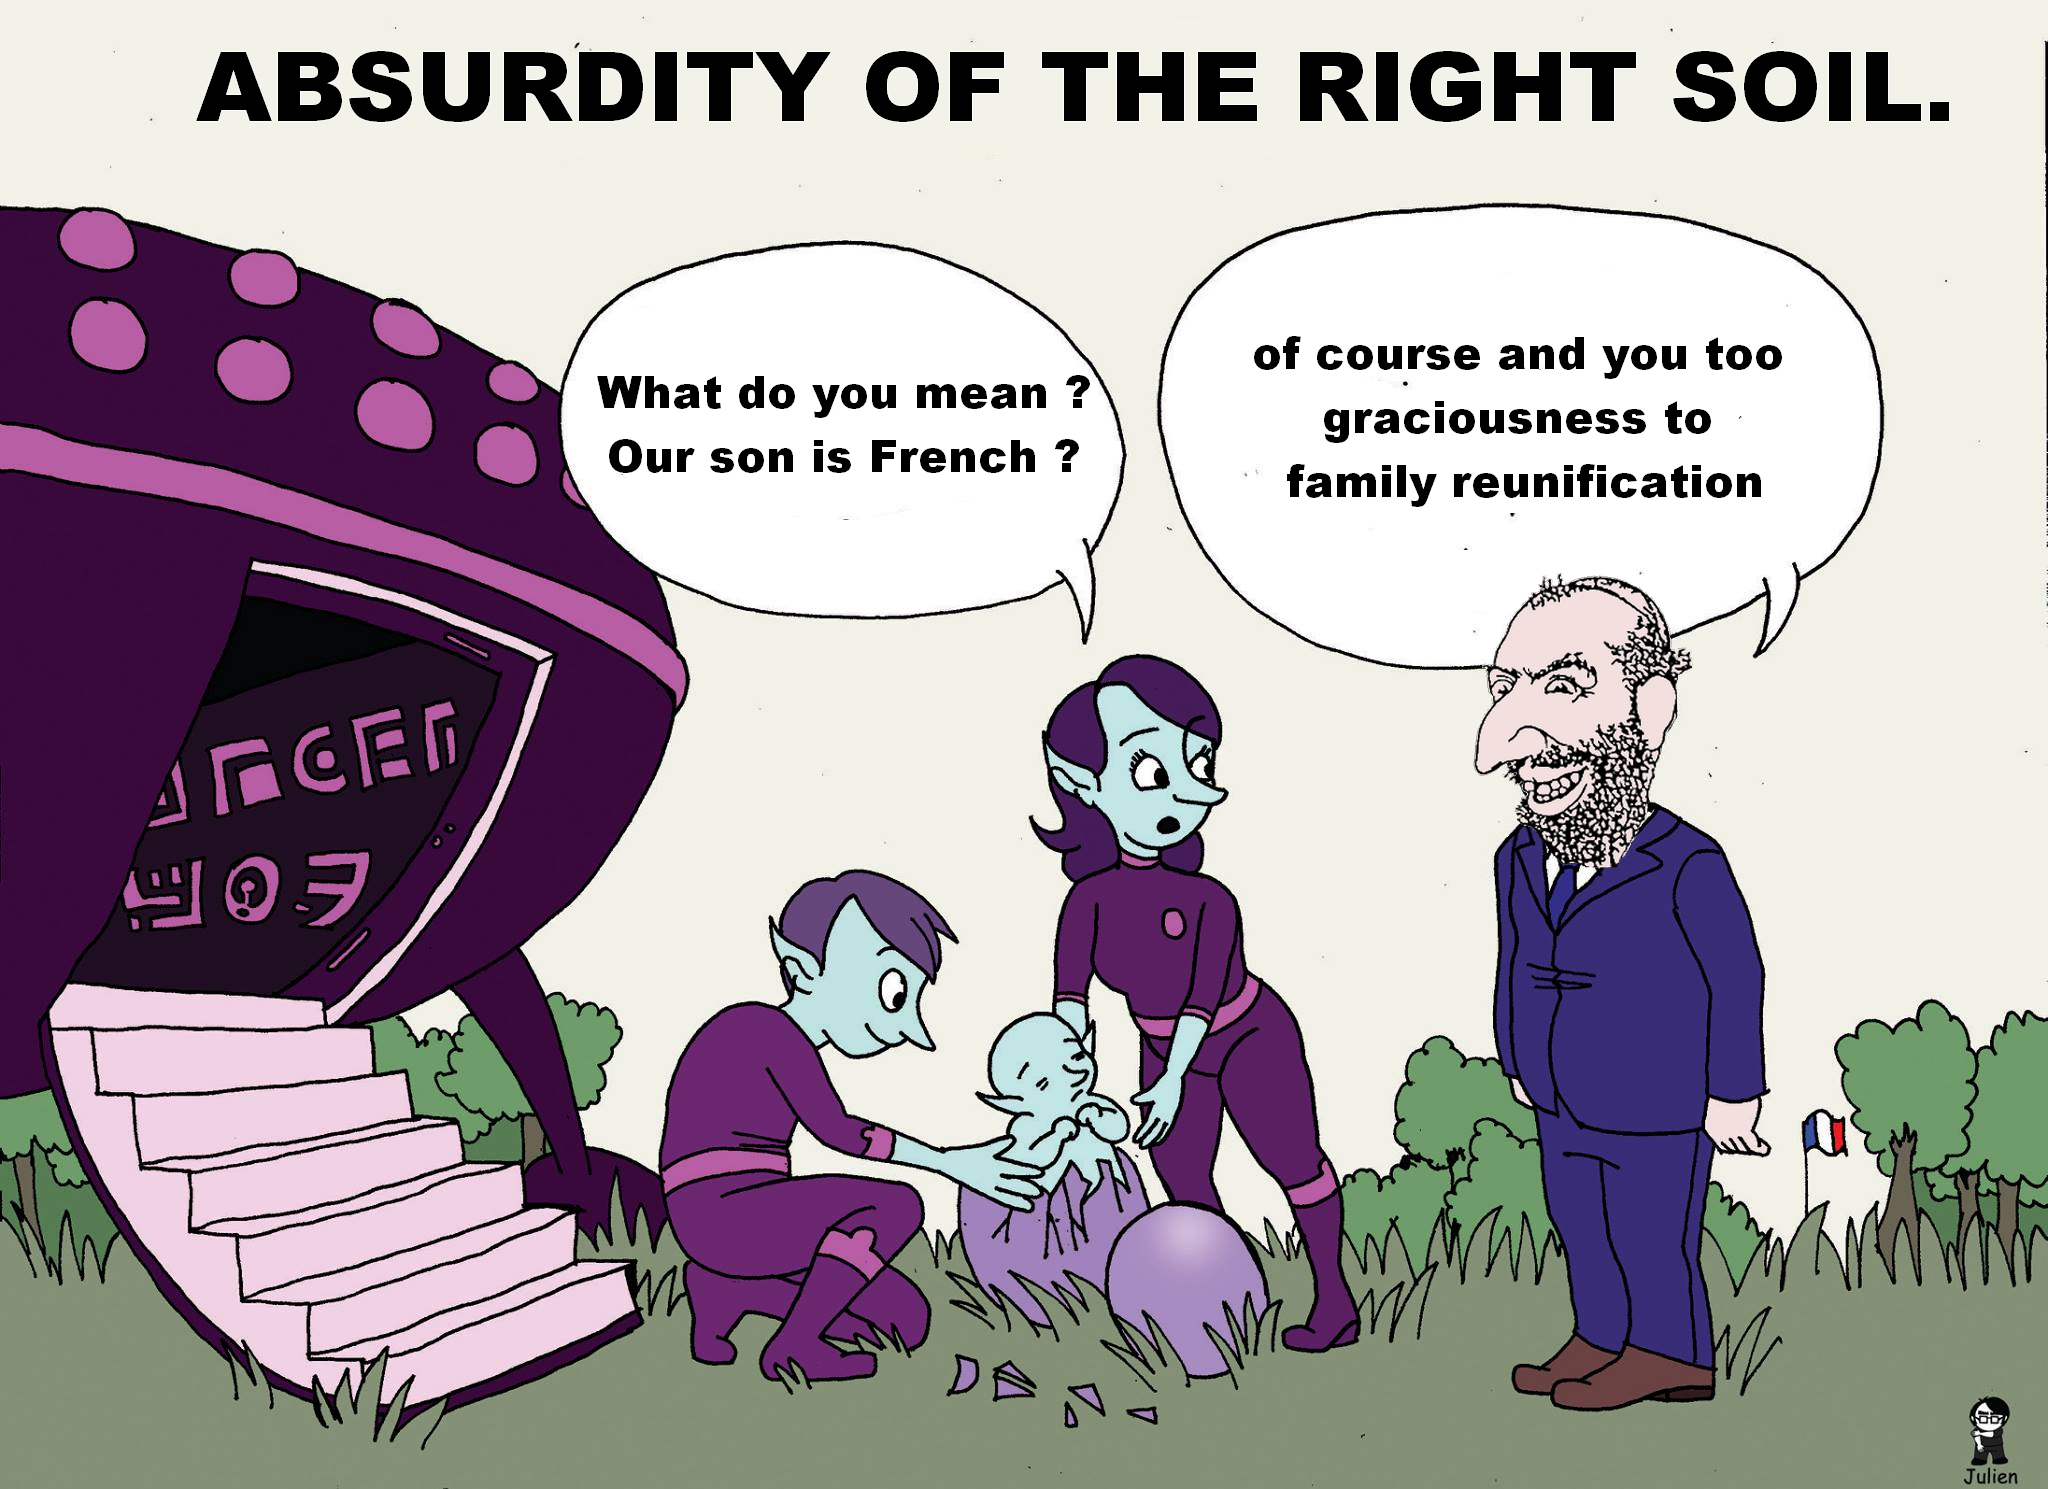 ABSURDITY OF THE RIGHT SOIL.
What do you mean ?
Our son is French ?
of course and you too
graciousness to
family reunification
Julien